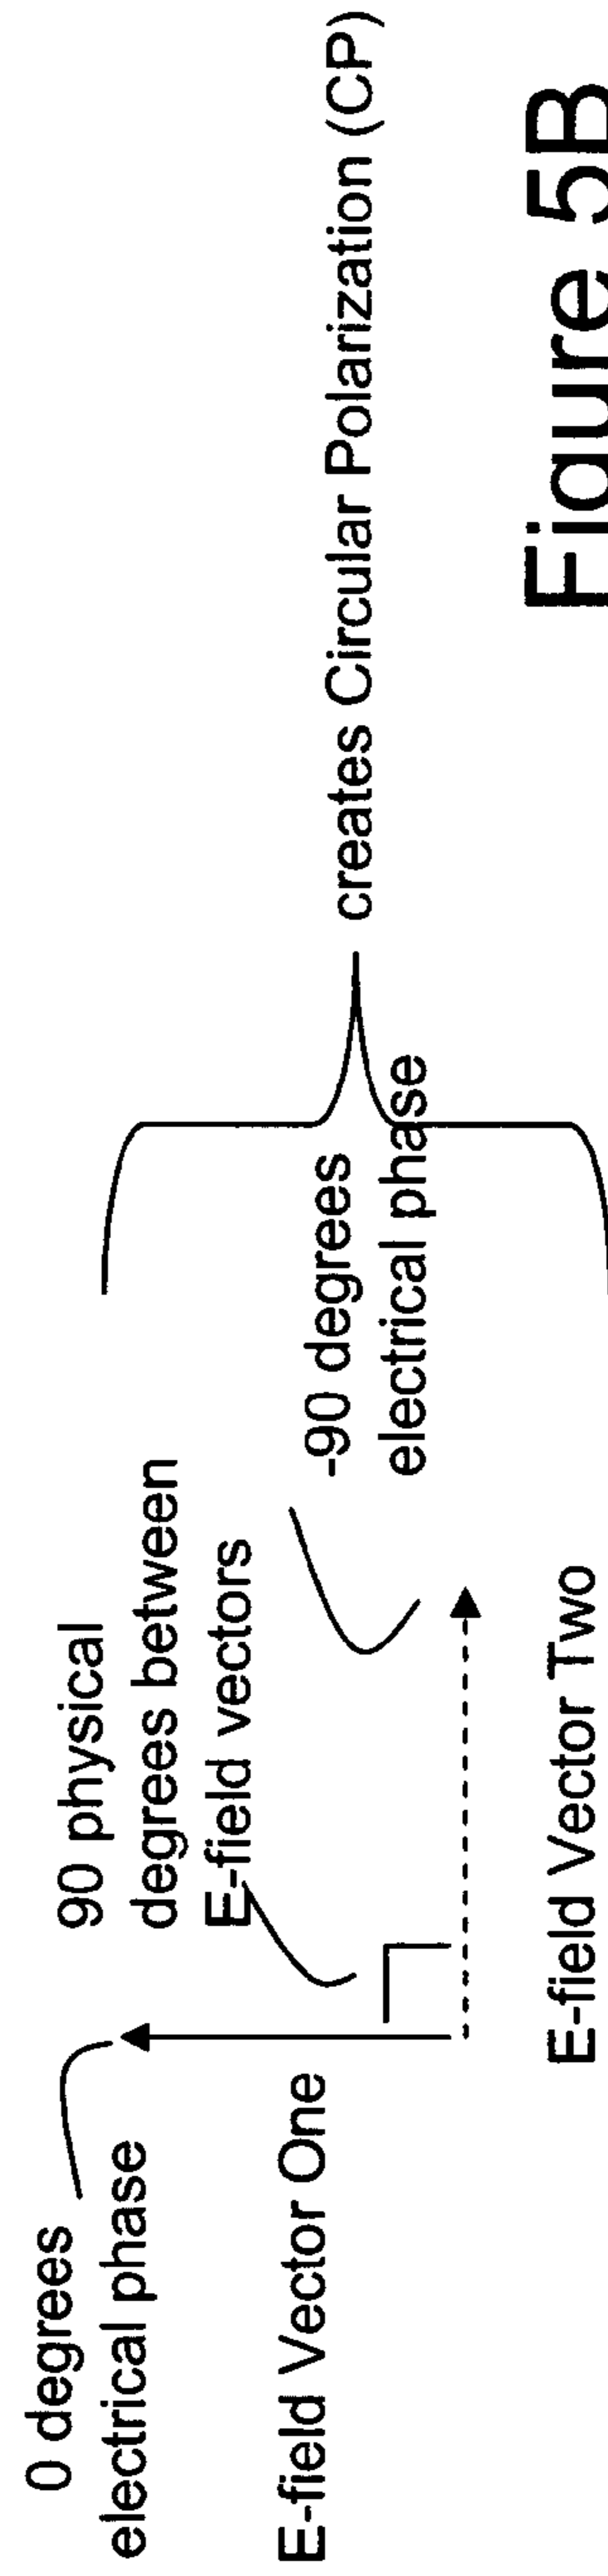 0 degrees
electrical phase
E-field Vector One
90 physical
degrees between
E-field vectors
-90 degrees
electrical phase
E-field Vector Two
creates Circular Polarization (CP)
Figure 5B